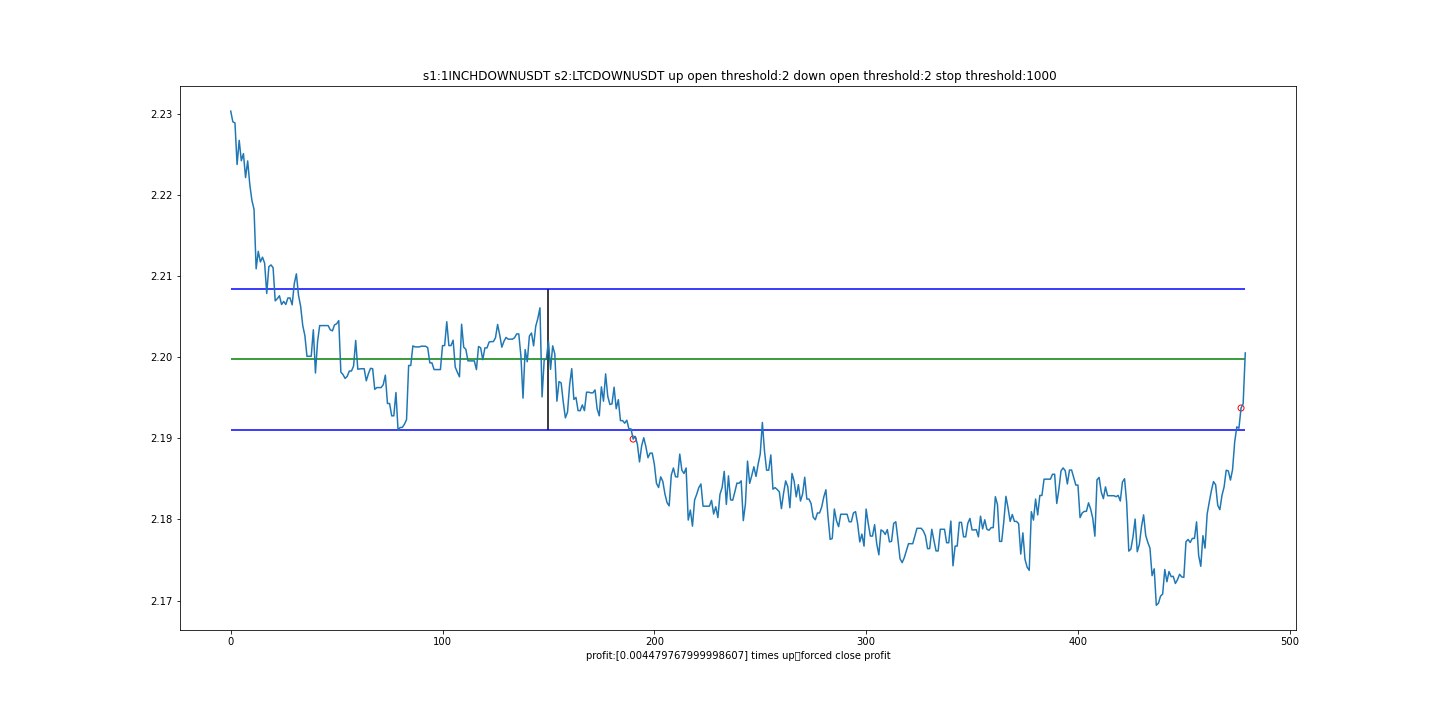 s1:1INCHDOWNUSDT s2:LTCDOWNUSDT up open threshold:2 down open threshold:2 stop threshold:1000
2.23
2.22
2.21
2.20
2.19
2.18
2.17
0 100 200 300 400 500
profit:[0.004479767999998607] times up▯forced close profit